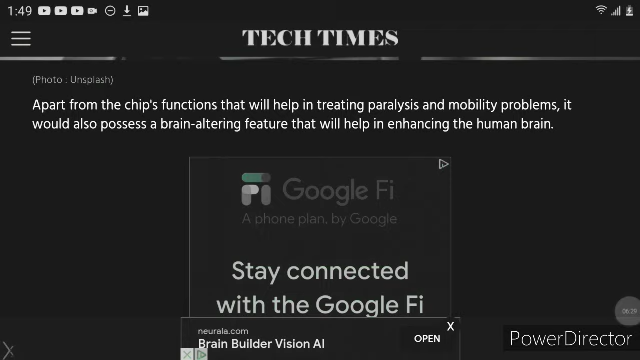 1:49
TECH TIMES
(Photo : Unsplash)
Apart from the chip's functions that will help in treating paralysis and mobility problems, it
would also possess a brain-altering feature that will help in enhancing the human brain.
Google Fi
A phone plan, by Google
Stay connected
with the Google Fi
06:29
neurala.com
Brain Builder Vision AI
OPEN
X
PowerDirector